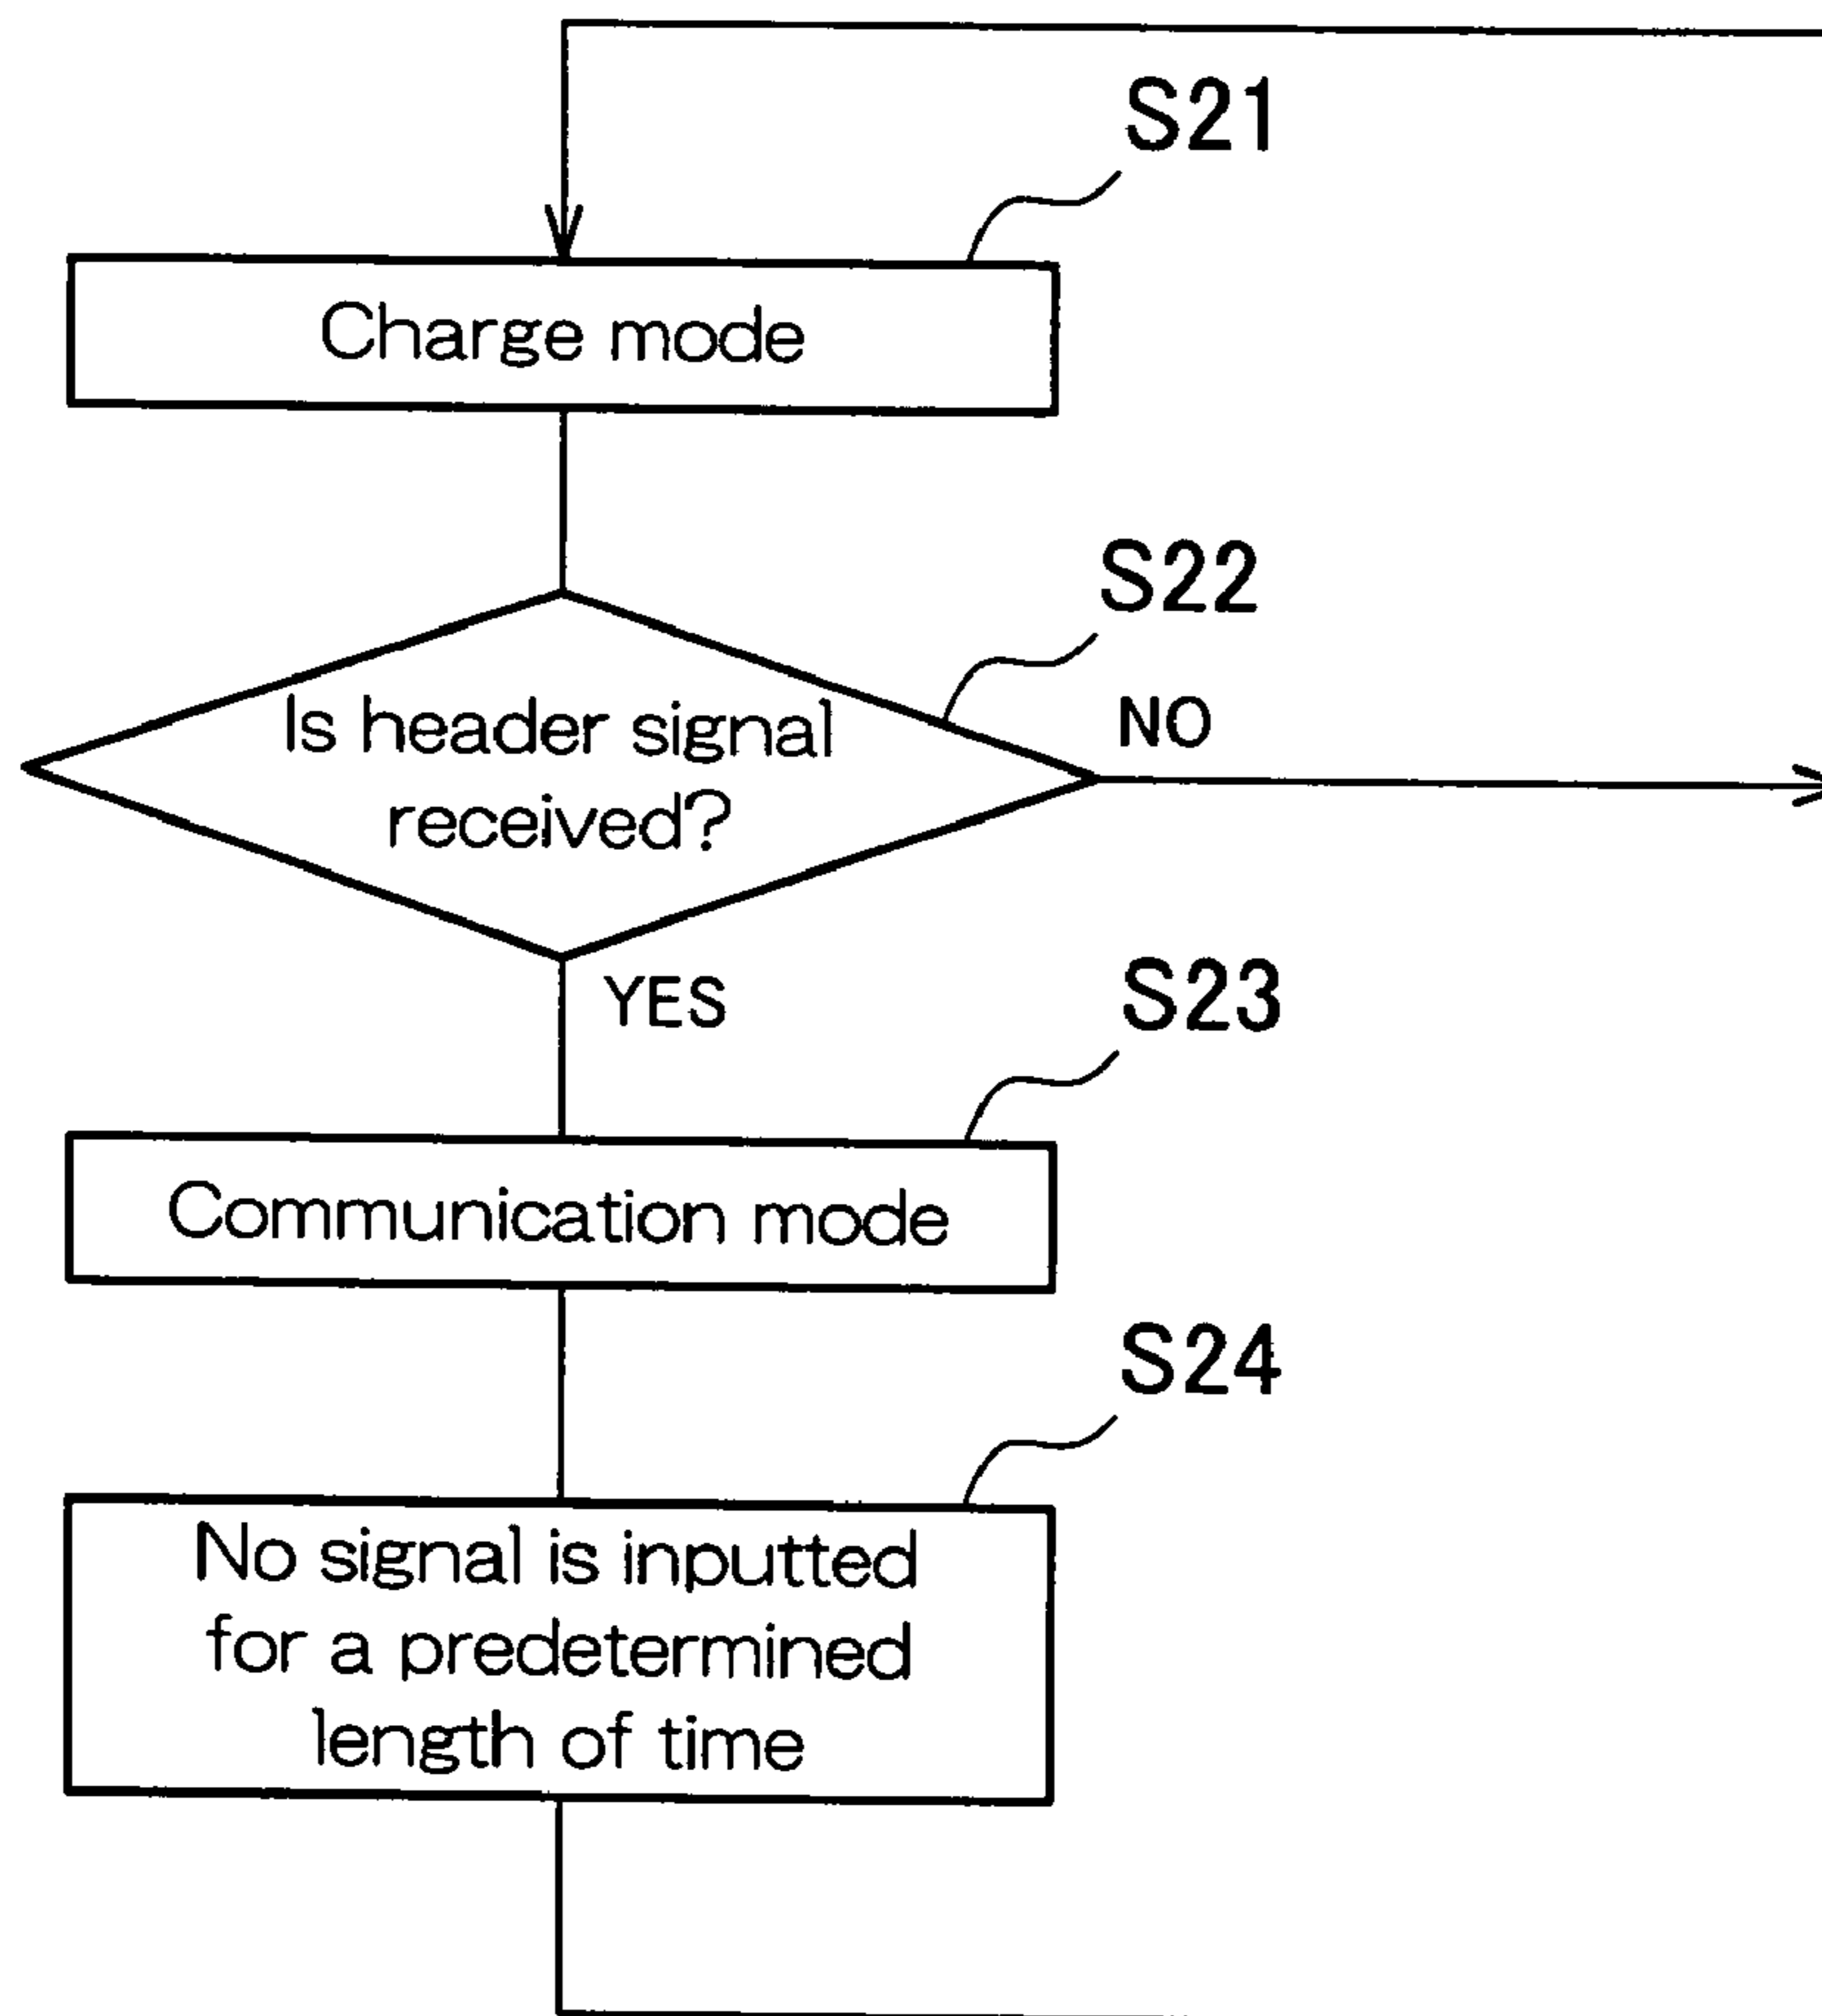 S21
Charge mode
S22
Is header signal
received?
NO
YES
S23
Communication mode
S24
No signal is inputted
for a predetermined
length of time